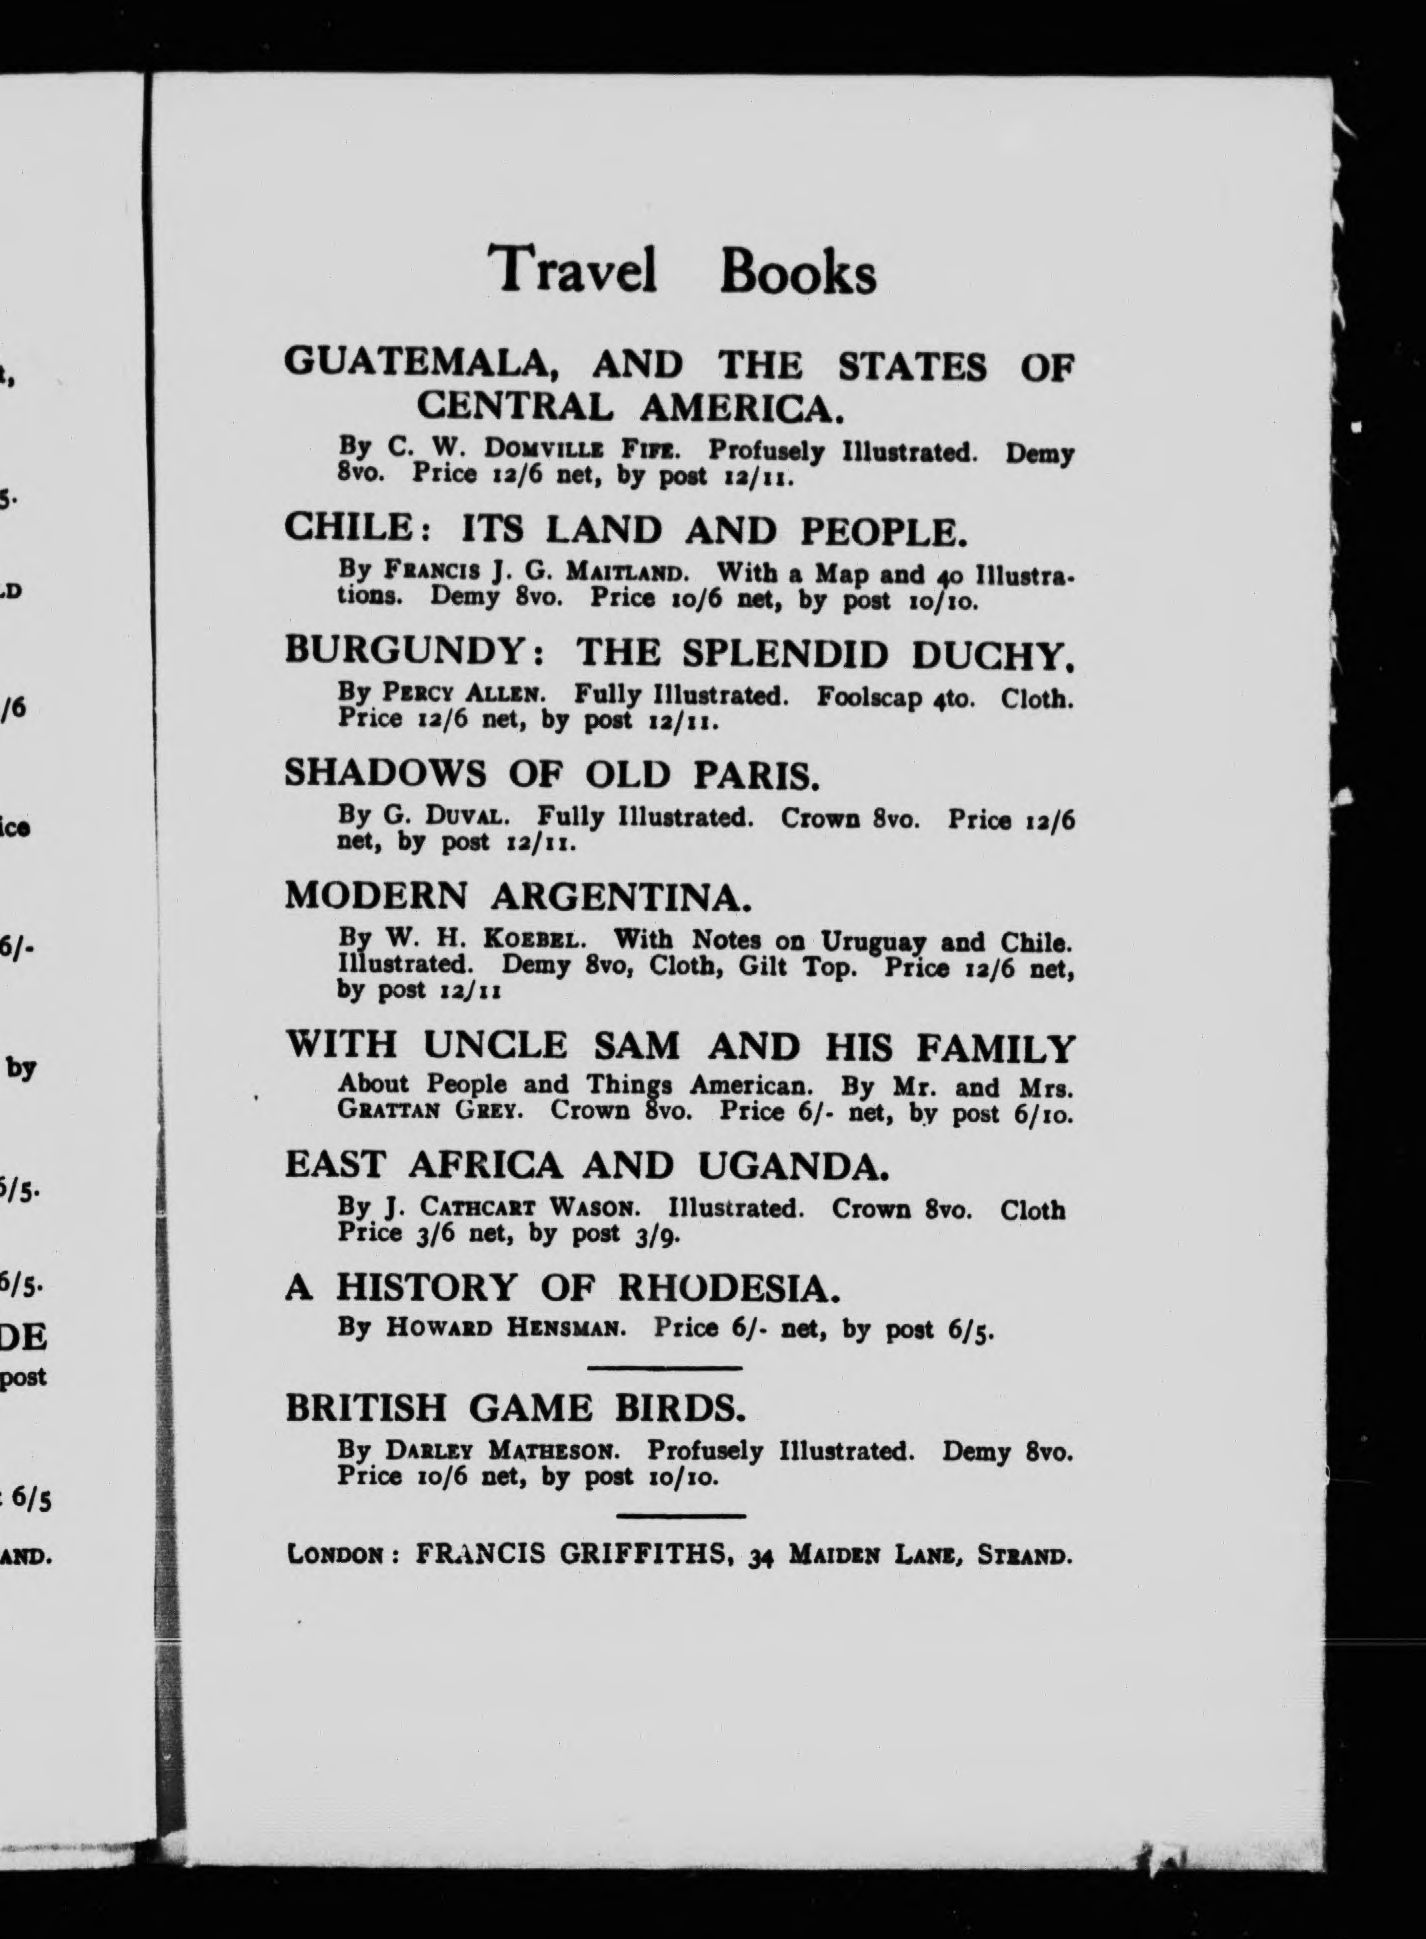 Travel Books
GUATEMALA, AND THE STATES OF
CENTRAL AMERICA.
By C. W. DOMVILLE FIFE. Profusely Illustrated. Demy
8vo. Price 12/6 net, by post 12/11.
CHILE: ITS LAND AND PEOPLE.
By FRANCIS J. G. MAITLAND. With a Map and 40 Illustra-
tions. Demy 8vo. Price 10/6 net, by post 10/10.
BURGUNDY: THE SPLENDID DUCHY.
By PERCY ALLEN. Fully Illustrated. Foolscap 4to. Cloth.
Price 12/6 net, by post 12/11.
SHADOWS OF OLD PARIS.
By G. DUVAL. Fully Illustrated. Crown 8vo. Price 12/6
net, by post 12/11.
MODERN ARGENTINA.
By W. H. KOEBEL. With Notes on Uruguay and Chile.
Illustrated. Demy 8vo, Cloth, Gilt Top. Price 12/6 net,
by post 12/11
WITH UNCLE SAM AND HIS FAMILY
About People and Things American. By Mr. and Mrs.
GRATTAN GREY. Crown 8vo. Price 6/- net, by post 6/10.
EAST AFRICA AND UGANDA.
By J. CATHCART WASON. Illustrated. Crown 8vo. Cloth
Price 3/6 net, by post 3/9.
A HISTORY OF RHODESIA.
By HOWARD HENSMAN. Price 6/- net, by post 6/5.
BRITISH GAME BIRDS.
By DARLEY MATHESON. Profusely Illustrated. Demy 8vo.
Price 10/6 net, by post 10/10.
LONDON: FRANCIS GRIFFITHS, 34 MAIDEN LANE, STRAND.